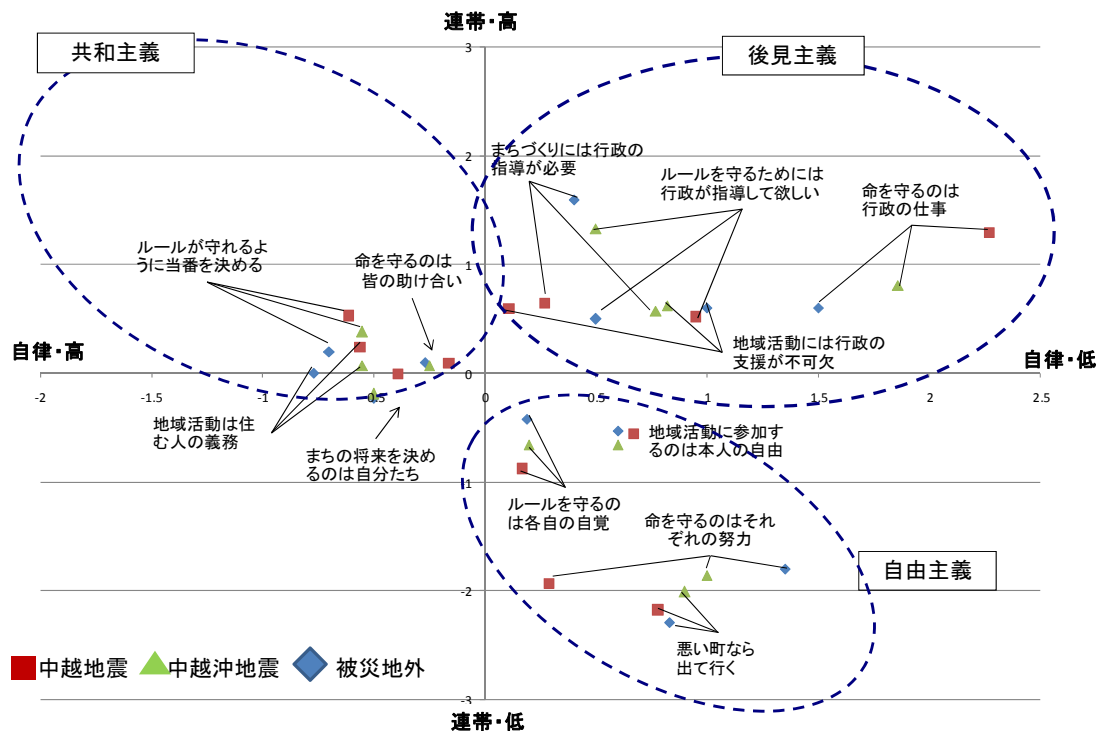 連帯・高
共和主義
後見主義
3
まちづくりには行政の
指導が必要
2
ルールを守るためには
行政が指導して欲しい
命を守るのは
行政の仕事
ルールが守れるよ
うに当番を決める
命を守るのは
皆の助け合い
1
地域活動には行政の
支援が不可欠
自律・高
自律・低
0
-2
-1.5
-1
-0.5
0
0.5
1
1.5
2
2.5
地域活動は住
む人の義務
まちの将来を決め
るのは自分たち
地域活動に参加す
るのは本人の自由
-1
ルールを守るの
は各自の自覚
命を守るのはそれ
ぞれの努力
自由主義
-2
悪い町なら
出て行く
中越地震
中越沖地震
被災地外
-3
連帯・低